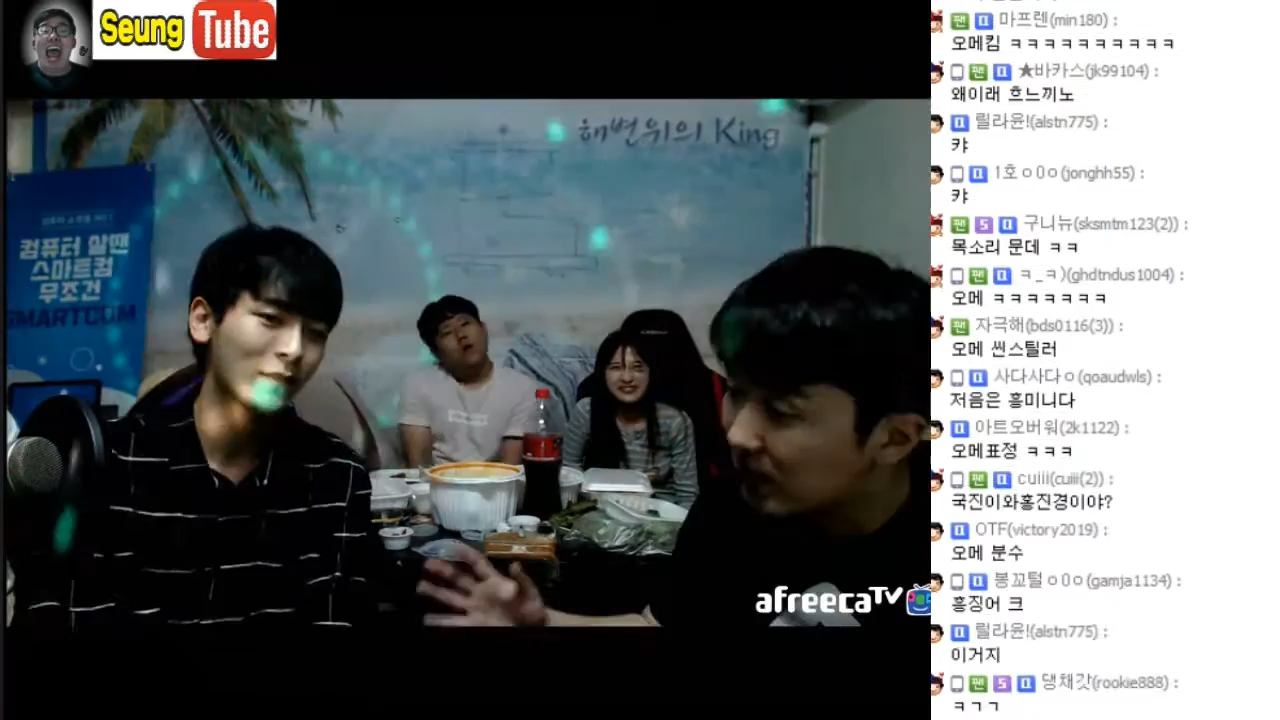 Seung Tube
해변위의 King
컴퓨터 살땐
스마트컴
무조건
SMARTCOM
afreecaTV
마프렌(min180) :
오메킴 ㅋㅋㅋㅋㅋㅋㅋㅋㅋㅋ
★바카스(jk99104) :
왜이래 흐느끼노
릴라윤!(alstn775) :
캬
1호ㅇ0ㅇ(jonghh55) :
캬
구니뉴(sksmtm123(2)) :
목소리 문데 ㅋㅋ
ㅋ_ㅋ)(ghdtndus1004) :
오메 ㅋㅋㅋㅋㅋㅋㅋ
자극해(bds0116(3)) :
오메 씬스틸러
사다사다ㅇ(qoaudwls) :
저음은 홍미니다
아트오버워(2k1122) :
오메표정 ㅋㅋㅋ
cuiii(cuiii(2)) :
국진이와홍진경이야?
OTF(victory2019) :
오메 분수
봉꼬털ㅇ0ㅇ(gamja1134) :
홍징어 크
릴라윤!(alstn775) :
이거지
댕채갓(rookie888) :
ㅋㄱㄱ